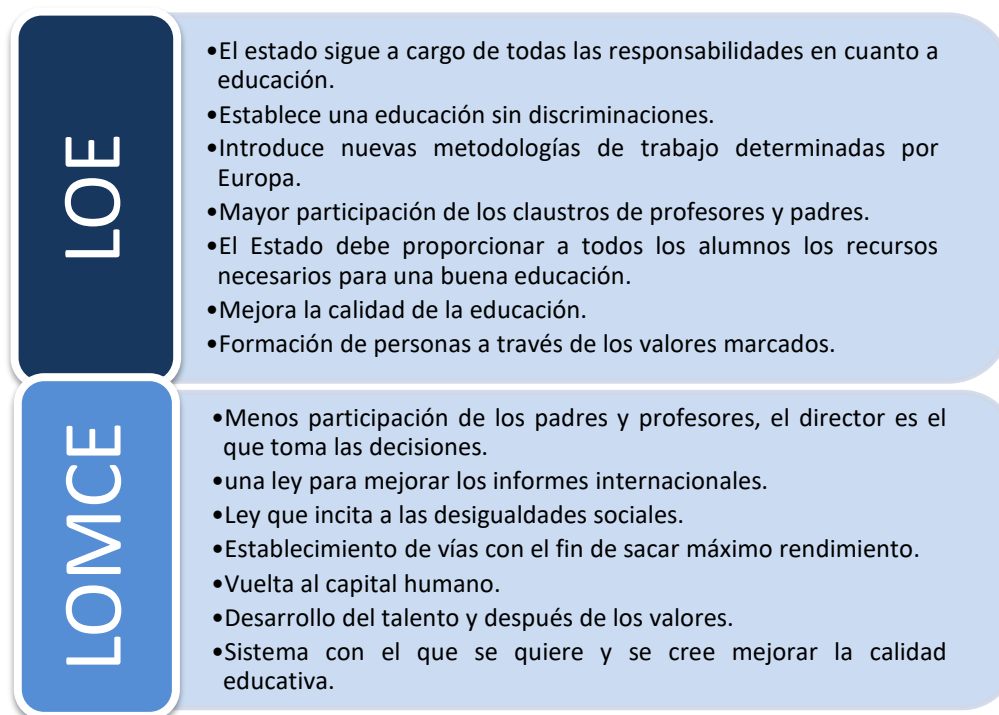 LOE
•El estado sigue a cargo de todas las responsabilidades en cuanto a
educación.
•Establece una educación sin discriminaciones.
•Introduce nuevas metodologías de trabajo determinadas por
Europa.
•Mayor participación de los claustros de profesores y padres.
•El Estado debe proporcionar a todos los alumnos los recursos
necesarios para una buena educación.
•Mejora la calidad de la educación.
•Formación de personas a través de los valores marcados.
LOMCE
•Menos participación de los padres y profesores, el director es el
que toma las decisiones.
•una ley para mejorar los informes internacionales.
•Ley que incita a las desigualdades sociales.
•Establecimiento de vías con el fin de sacar máximo rendimiento.
•Vuelta al capital humano.
•Desarrollo del talento y después de los valores.
•Sistema con el que se quiere y se cree mejorar la calidad
educativa.